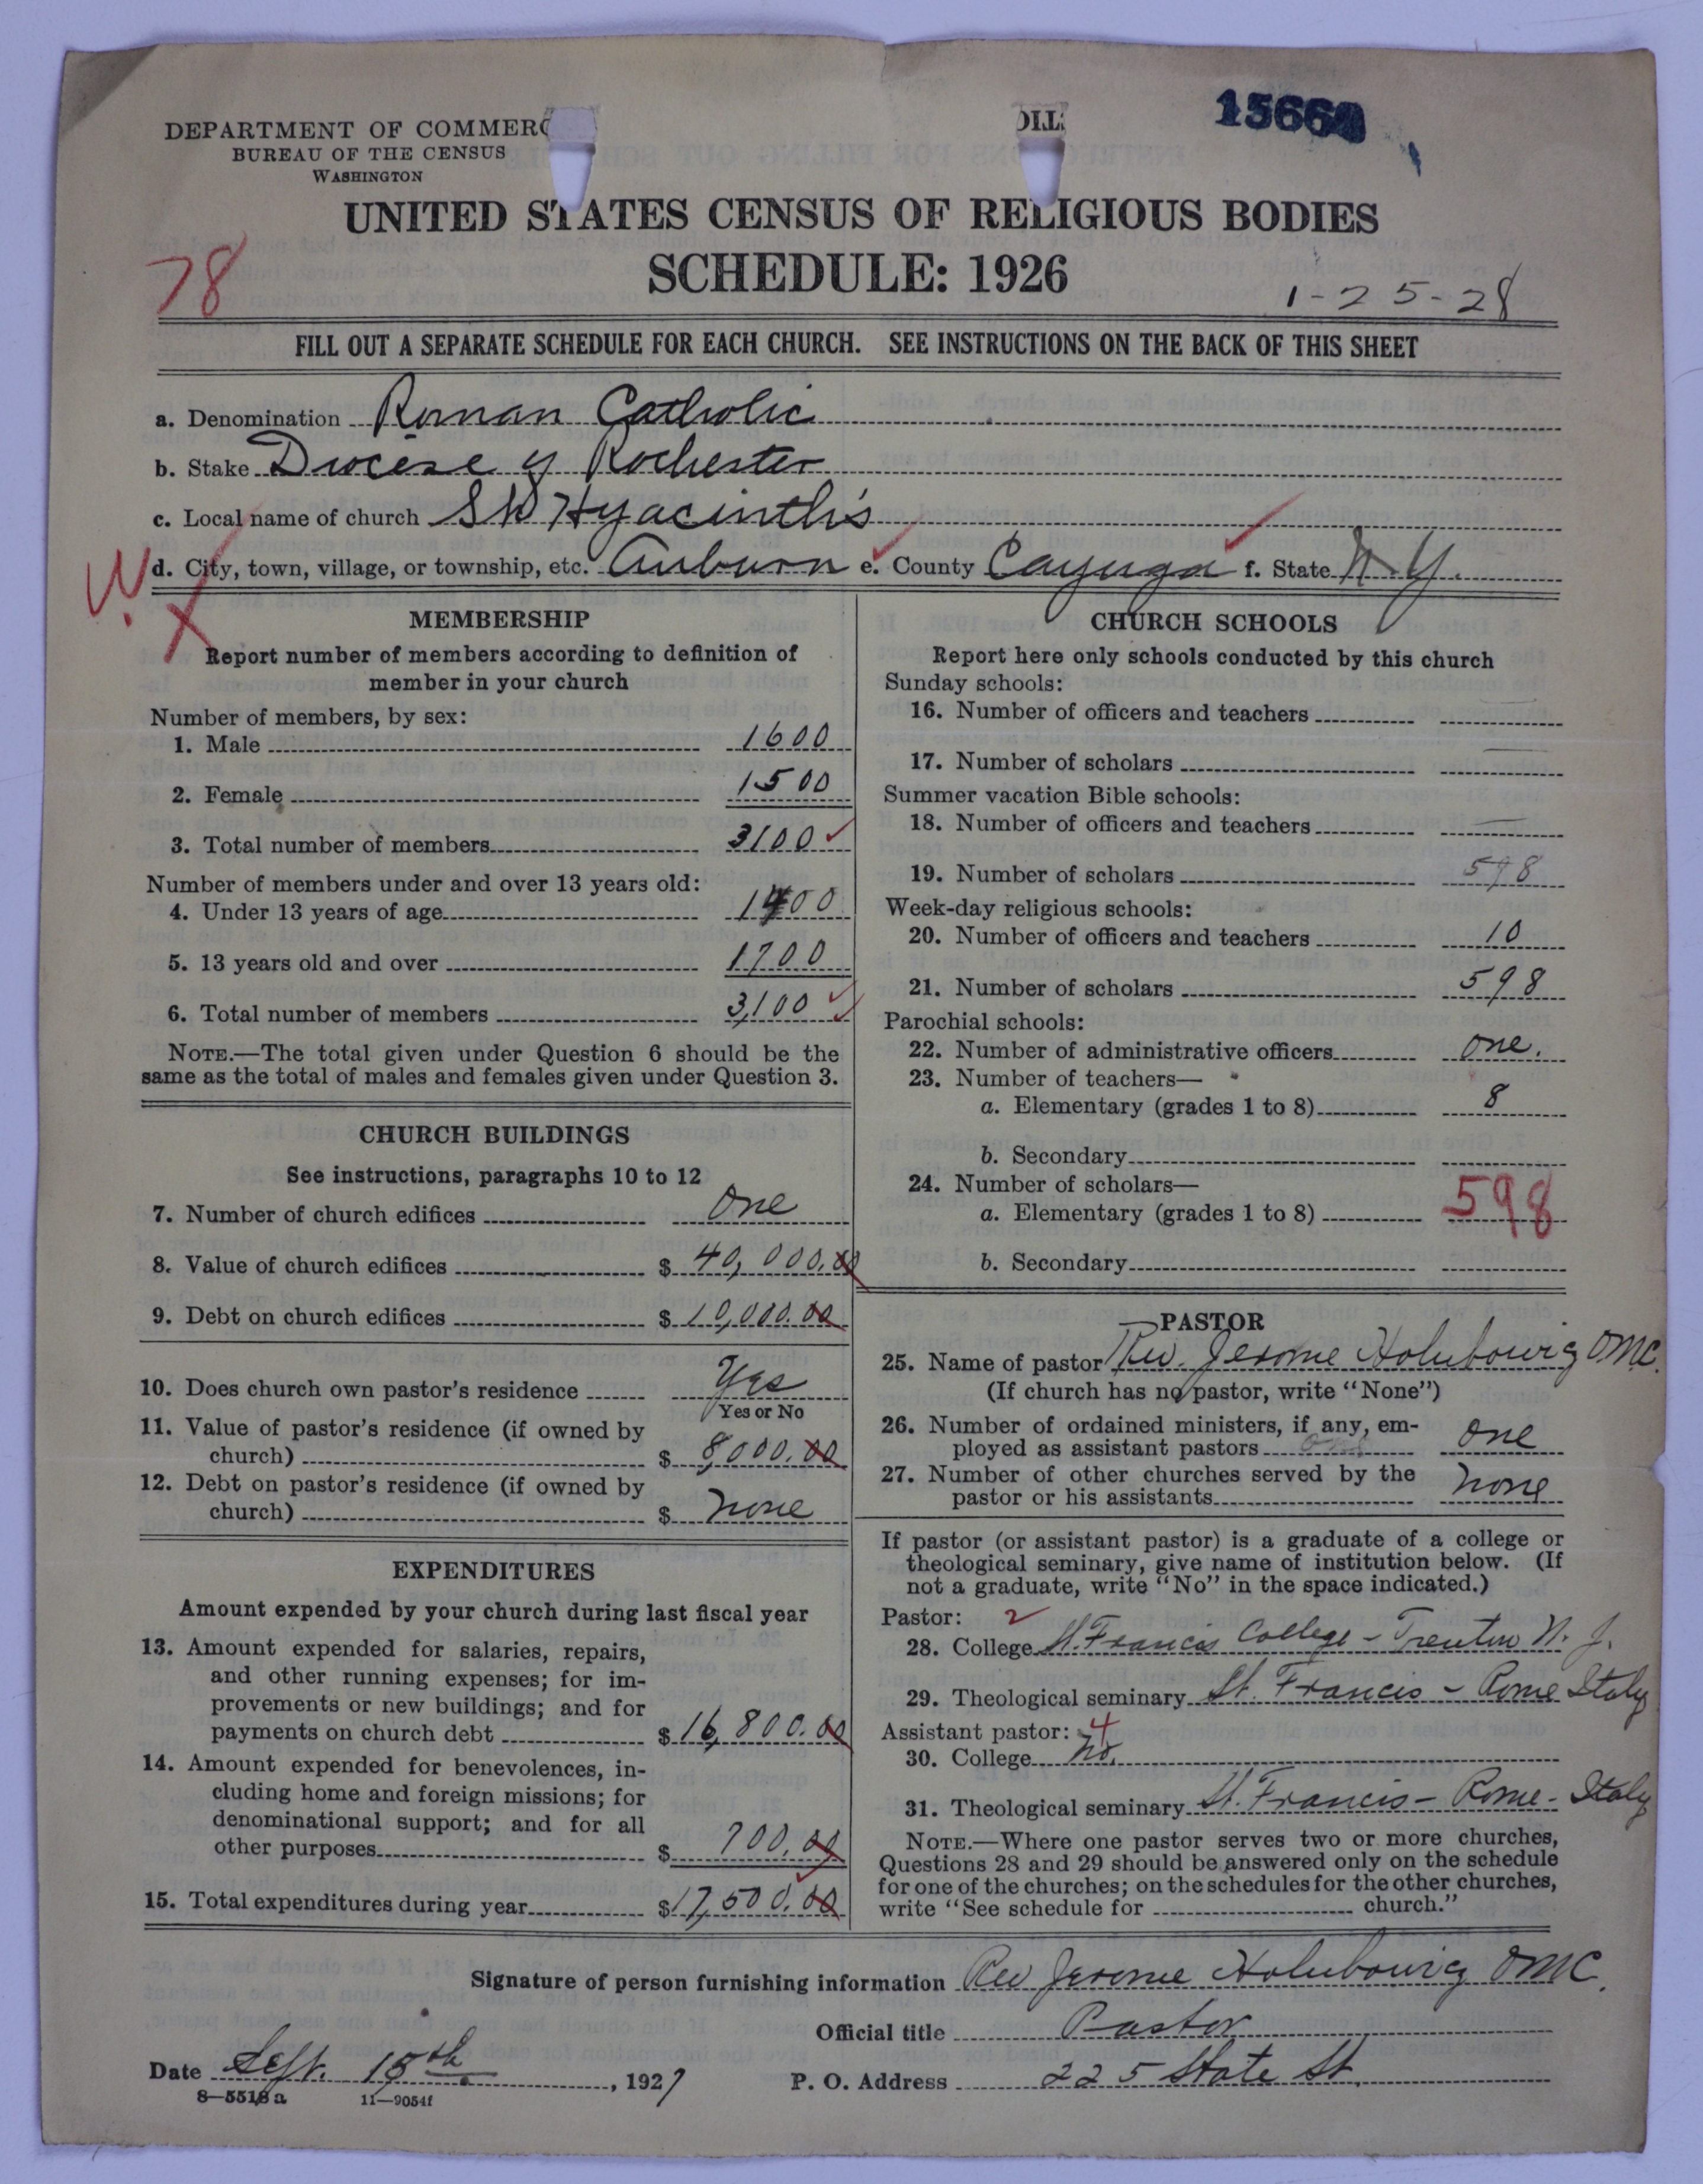 DEPARTMENT OF COMMERC
BUREAU OF THE CENSUS
WASHINGTON
1566
UNITED STATES CENSUS OF RELIGIOUS BODIES
SCHEDULE: 1926
78
1-25-28
FILL OUT A SEPARATE SCHEDULE FOR EACH CHURCH. SEE INSTRUCTIONS ON THE BACK OF THIS SHEET
a. Denomination Roman Catholic
b. Stake Diocese of Rochester
c. Local name of church St Hyacinth's
d. City, town, village, or township, etc. Auburn e. County Cayuga f. State N.Y.
MEMBERSHIP
Report number of members according to definition of
member in your church
Number of members, by sex:
1. Male 1600
2. Female 1500
3. Total number of members 3100
Number of members under and over 13 years old:
4. Under 13 years of age 1400
5. 13 years old and over 1700
6. Total number of members 3,100
NOTE.—The total given under Question 6 should be the
same as the total of males and females given under Question 3.
CHURCH BUILDINGS
See instructions, paragraphs 10 to 12
7. Number of church edifices One
8. Value of church edifices $ 40,000.00
9. Debt on church edifices $ 10,000.00
10. Does church own pastor's residence Yes
Yes or No
11. Value of pastor's residence (if owned by
church) $ 8,000.00
12. Debt on pastor's residence (if owned by
church) $ none
EXPENDITURES
Amount expended by your church during last fiscal year
13. Amount expended for salaries, repairs,
and other running expenses; for im-
provements or new buildings; and for
payments on church debt $ 16,800.00
14. Amount expended for benevolences, in-
cluding home and foreign missions; for
denominational support; and for all
other purposes $ 700.00
15. Total expenditures during year $17,500.00
CHURCH SCHOOLS
Report here only schools conducted by this church
Sunday schools:
16. Number of officers and teachers
17. Number of scholars —
Summer vacation Bible schools:
18. Number of officers and teachers —
19. Number of scholars 598
Week-day religious schools:
20. Number of officers and teachers 10
21. Number of scholars 598
Parochial schools:
22. Number of administrative officers one.
23. Number of teachers—
a. Elementary (grades 1 to 8) 8
b. Secondary
24. Number of scholars—
a. Elementary (grades 1 to 8) 598
b. Secondary
PASTOR
25. Name of pastor Rev. Jerome Holubowicz OMC.
(If church has no pastor, write "None")
26. Number of ordained ministers, if any, em-
ployed as assistant pastors one One
27. Number of other churches served by the
pastor or his assistants none
If pastor (or assistant pastor) is a graduate of a college or
theological seminary, give name of institution below. (If
not a graduate, write "No" in the space indicated.)
Pastor: 2
28. College St. Francis College - Trenton N. J.
29. Theological seminary St. Francis - Rome Italy
Assistant pastor: 4
30. College No.
31. Theological seminary St. Francis - Rome - Italy
NOTE.—Where one pastor serves two or more churches,
Questions 28 and 29 should be answered only on the schedule
for one of the churches; on the schedules for the other churches,
write "See schedule for church."
Signature of person furnishing information Rev Jerome Holubowicz OMC.
Official title Pastor
Date Sept. 15th, 1927
P. O. Address 225 State St.
8—5518a 11—9054f